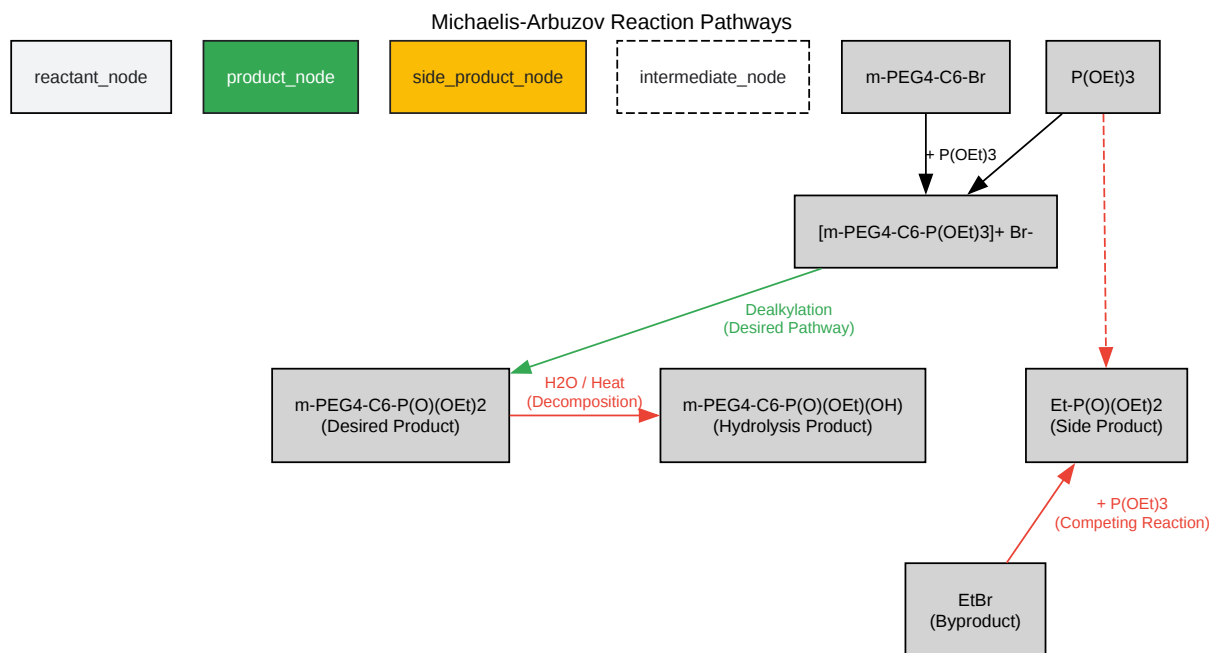 Michaelis-Arbuzov Reaction Pathways
reactant_node
product_node
side_product_node
intermediate_node
m-PEG4-C6-Br
P(OEt)3
+ P(OEt)3
[m-PEG4-C6-P(OEt)3]+ Br-
Dealkylation
(Desired Pathway)
m-PEG4-C6-P(O)(OEt)2
(Desired Product)
H2O / Heat
(Decomposition)
m-PEG4-C6-P(O)(OEt)(OH)
(Hydrolysis Product)
Et-P(O)(OEt)2
(Side Product)
+ P(OEt)3
(Competing Reaction)
EtBr
(Byproduct)